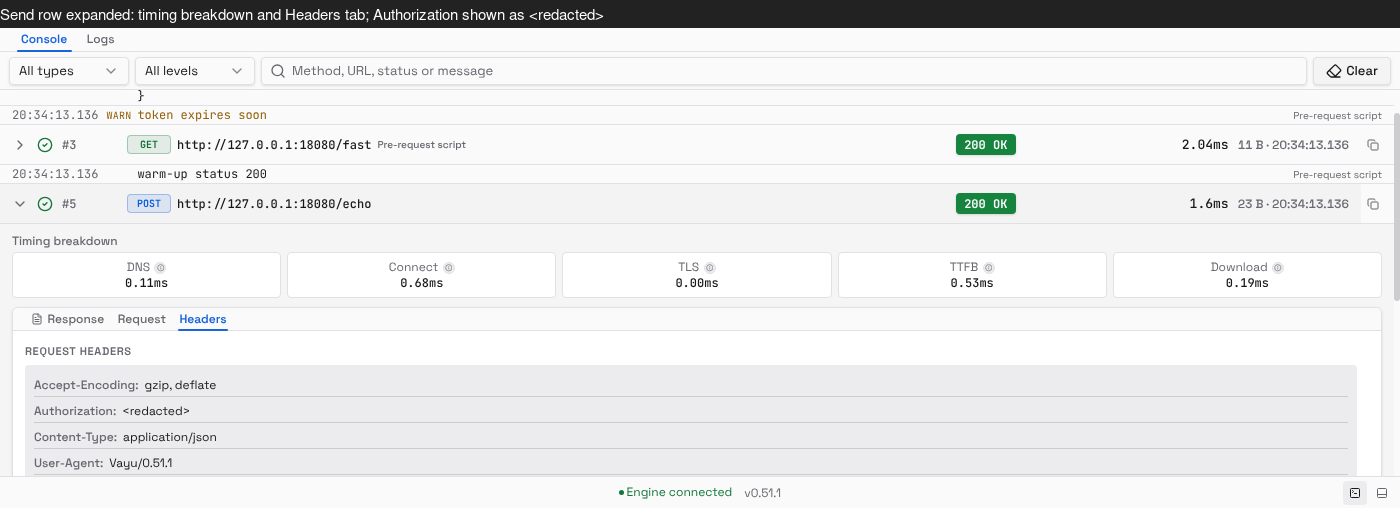 Send row expanded: timing breakdown and Headers tab; Authorization shown as <redacted>
Console Logs
All types All levels Method, URL, status or message Clear
}
20:34:13.136 WARN token expires soon Pre-request script
#3 GET http://127.0.0.1:18080/fast Pre-request script 200 OK 2.04ms 11 B · 20:34:13.136
20:34:13.136 warm-up status 200 Pre-request script
#5 POST http://127.0.0.1:18080/echo 200 OK 1.6ms 23 B · 20:34:13.136
Timing breakdown
DNS Connect TLS TTFB Download
0.11ms 0.68ms 0.00ms 0.53ms 0.19ms
Response Request Headers
REQUEST HEADERS
Accept-Encoding: gzip, deflate
Authorization: <redacted>
Content-Type: application/json
User-Agent: Vayu/0.51.1
Engine connected v0.51.1